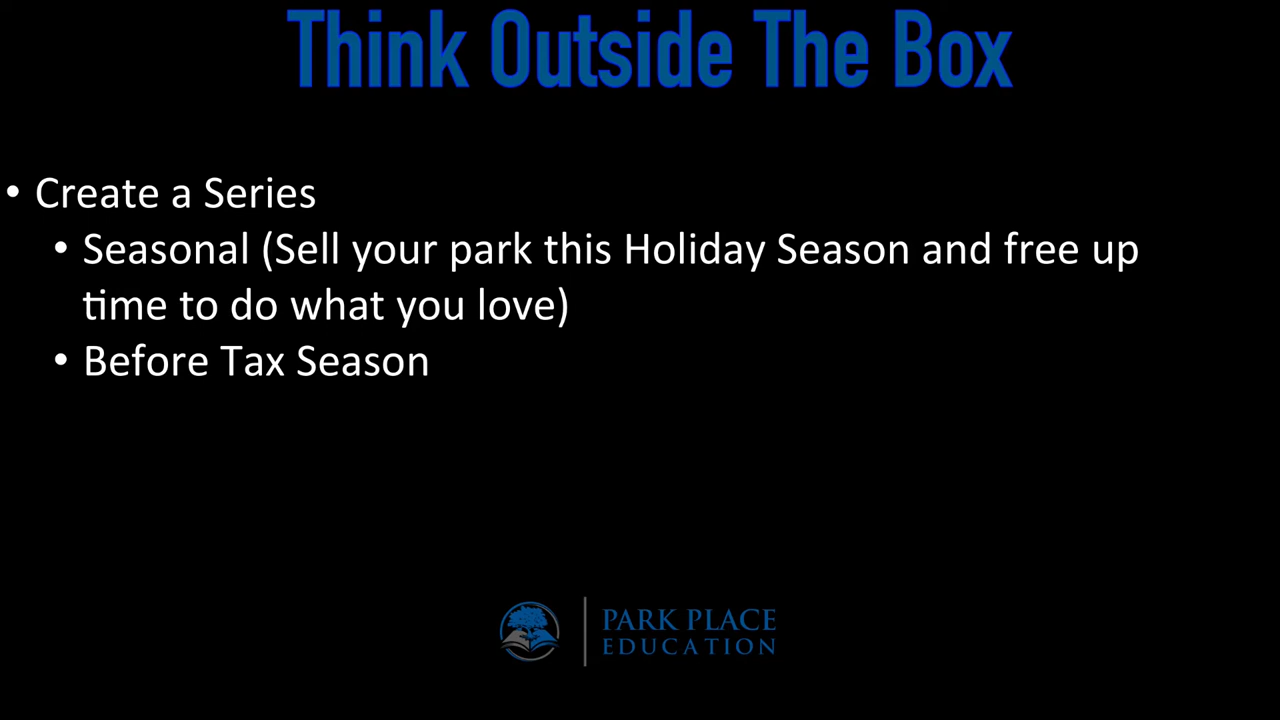 Think Outside The Box
• Create a Series
• Seasonal (Sell your park this Holiday Season and free up
time to do what you love)
• Before Tax Season
PARK PLACE
EDUCATION